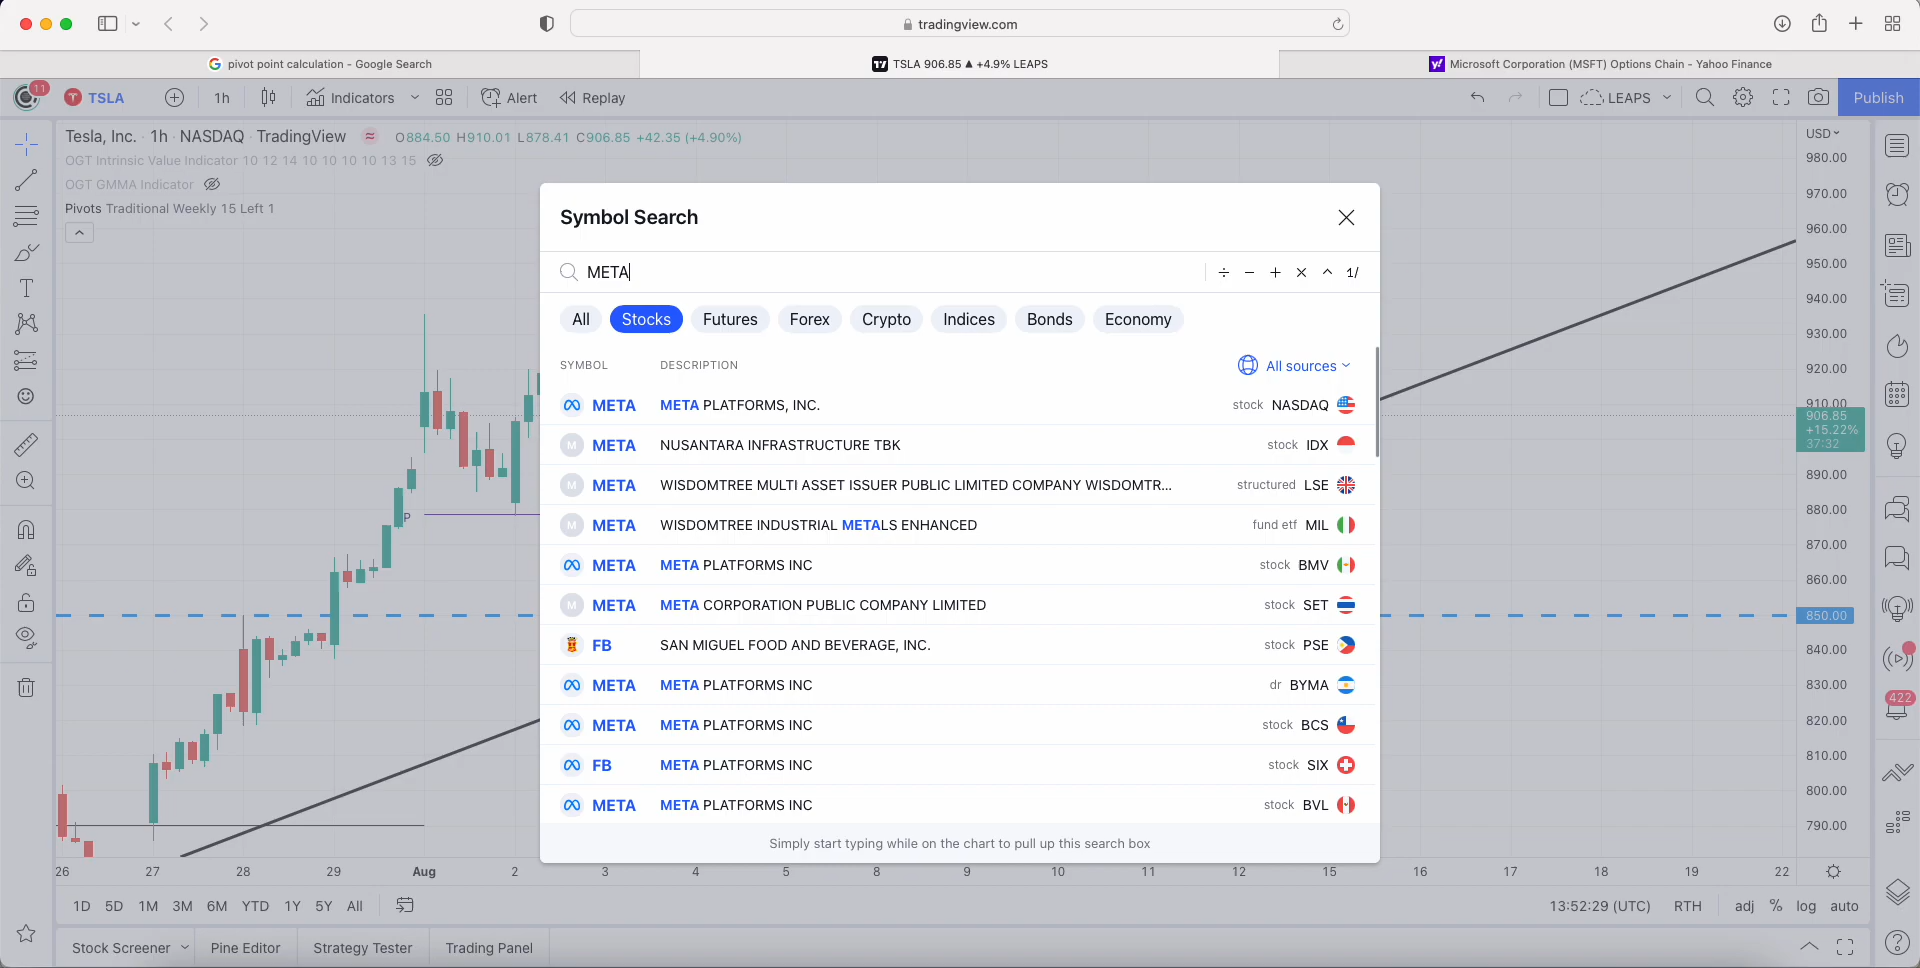 tradingview.com
pivot point calculation - Google Search
TSLA 906.85 ▲ +4.9% LEAPS
Microsoft Corporation (MSFT) Options Chain - Yahoo Finance
11
TSLA
1h
Indicators
Alert
Replay
LEAPS
Publish
Tesla, Inc. · 1h · NASDAQ · TradingView
O884.50 H910.01 L878.41 C906.85 +42.35 (+4.90%)
OGT Intrinsic Value Indicator 10 12 14 10 10 10 10 13 15
OGT GMMA Indicator
Pivots Traditional Weekly 15 Left 1
P
Symbol Search
META
÷ − + × ^ 1/
All Stocks Futures Forex Crypto Indices Bonds Economy
SYMBOL DESCRIPTION All sources
META META PLATFORMS, INC. stock NASDAQ
M META NUSANTARA INFRASTRUCTURE TBK stock IDX
M META WISDOMTREE MULTI ASSET ISSUER PUBLIC LIMITED COMPANY WISDOMTR... structured LSE
M META WISDOMTREE INDUSTRIAL METALS ENHANCED fund etf MIL
META META PLATFORMS INC stock BMV
M META META CORPORATION PUBLIC COMPANY LIMITED stock SET
FB SAN MIGUEL FOOD AND BEVERAGE, INC. stock PSE
META META PLATFORMS INC dr BYMA
META META PLATFORMS INC stock BCS
FB META PLATFORMS INC stock SIX
META META PLATFORMS INC stock BVL
Simply start typing while on the chart to pull up this search box
USD
980.00
970.00
960.00
950.00
940.00
930.00
920.00
910.00
906.85
+15.22%
37:32
890.00
880.00
870.00
860.00
850.00
840.00
830.00
820.00
810.00
800.00
790.00
422
26 27 28 29 Aug 2 3 4 5 8 9 10 11 12 15 16 17 18 19 22
1D 5D 1M 3M 6M YTD 1Y 5Y All
13:52:29 (UTC) RTH adj % log auto
Stock Screener Pine Editor Strategy Tester Trading Panel